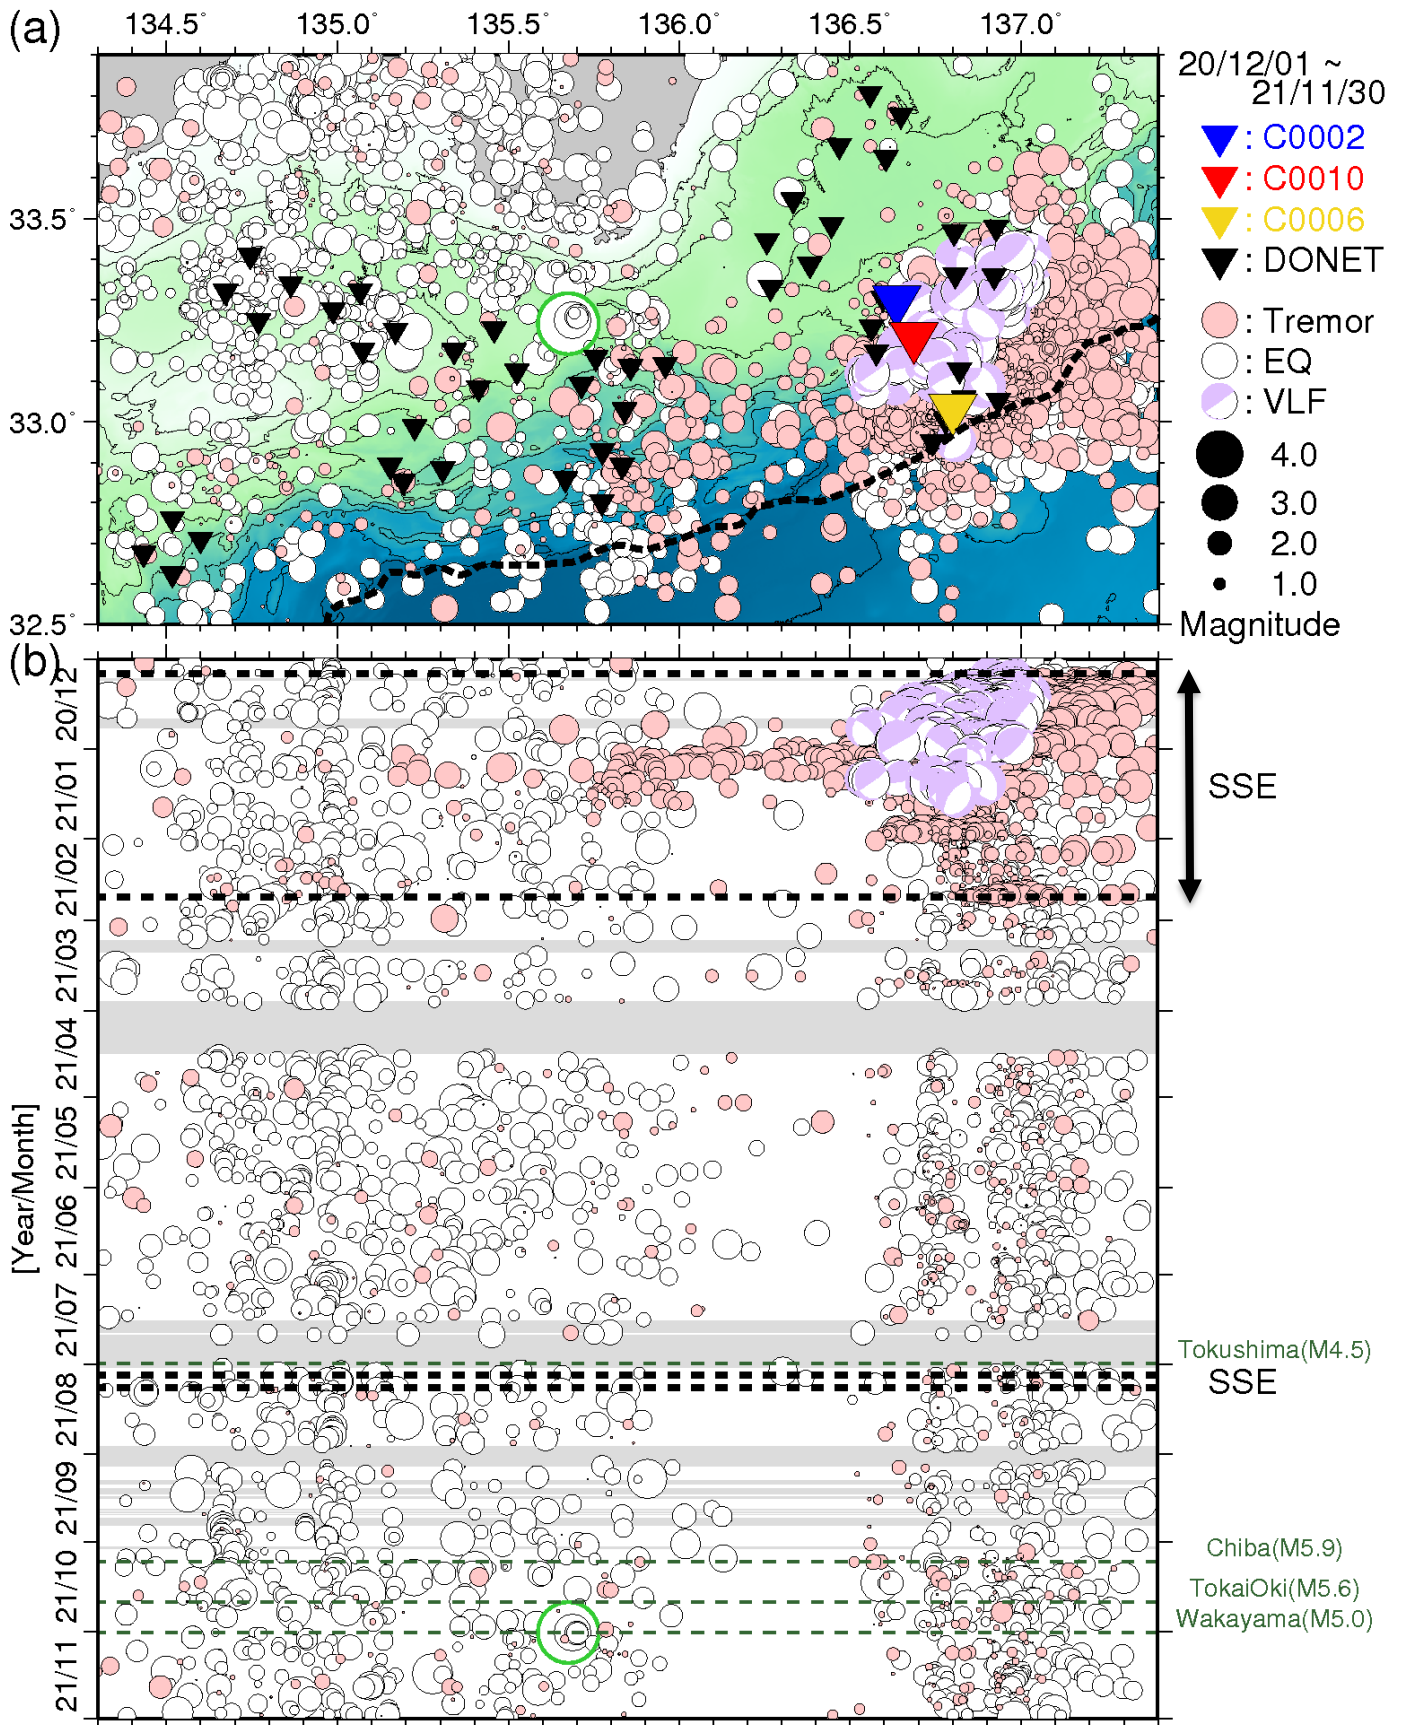 (a)
134.5° 135.0° 135.5° 136.0° 136.5° 137.0°
33.5°
33.0°
32.5°
20/12/01 ~
21/11/30
: C0002
: C0010
: C0006
: DONET
: Tremor
: EQ
: VLF
4.0
3.0
2.0
1.0
Magnitude
(b)
[Year/Month]
20/12
21/01
21/02
21/03
21/04
21/05
21/06
21/07
21/08
21/09
21/10
21/11
SSE
Tokushima(M4.5)
SSE
Chiba(M5.9)
TokaiOki(M5.6)
Wakayama(M5.0)